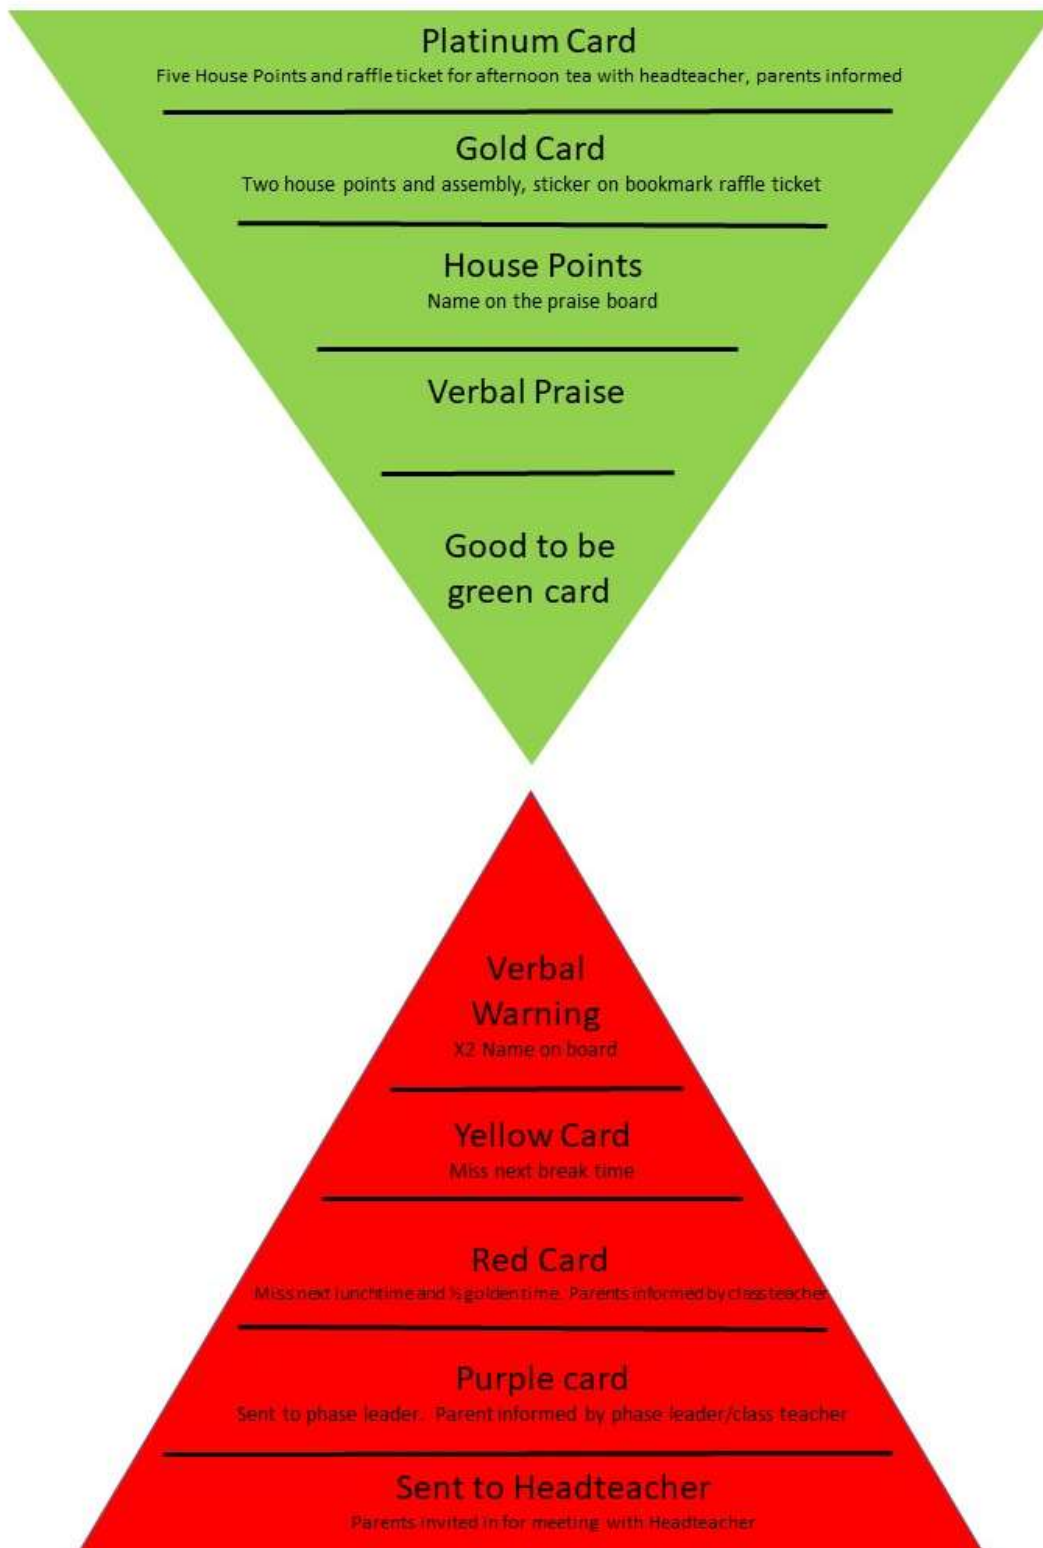 Platinum Card
Five House Points and raffle ticket for afternoon tea with headteacher, parents informed
Gold Card
Two house points and assembly, sticker on bookmark raffle ticket
House Points
Name on the praise board
Verbal Praise
Good to be
green card
Verbal
Warning
X2 Name on board
Yellow Card
Miss next break time
Red Card
Miss next lunchtime and ½ golden time. Parents informed by class teacher
Purple card
Sent to phase leader. Parent informed by phase leader/class teacher
Sent to Headteacher
Parents invited in for meeting with Headteacher